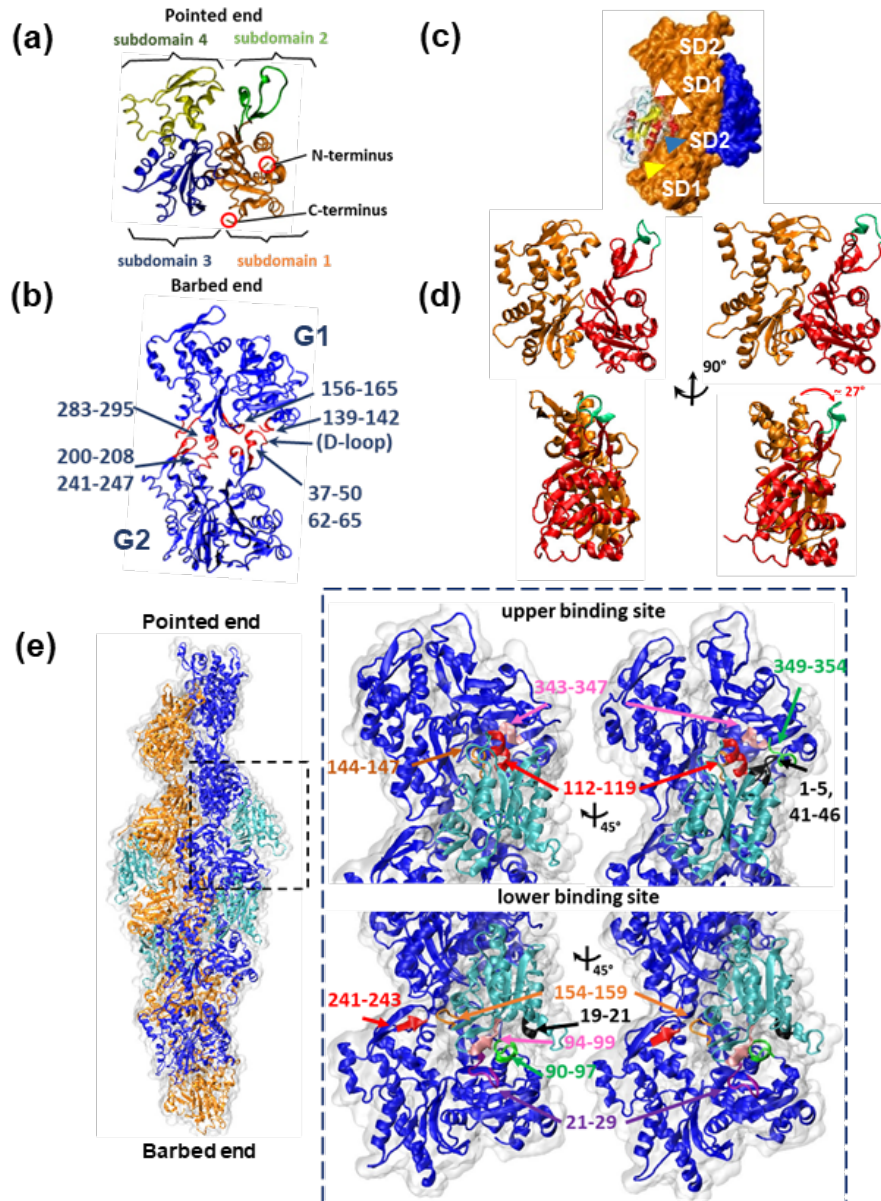 (a)
Pointed end
subdomain 4
subdomain 2
N-terminus
C-terminus
subdomain 3
subdomain 1
Barbed end
(b)
G1
156-165
283-295
139-142
(D-loop)
200-208
241-247
37-50
62-65
G2
(c)
SD2
SD1
SD2
SD1
(d)
90°
~ 27°
(e)
Pointed end
Barbed end
upper binding site
349-354
343-347
144-147
112-119
1-5,
41-46
45°
lower binding site
45°
241-243
154-159
19-21
94-99
90-97
21-29